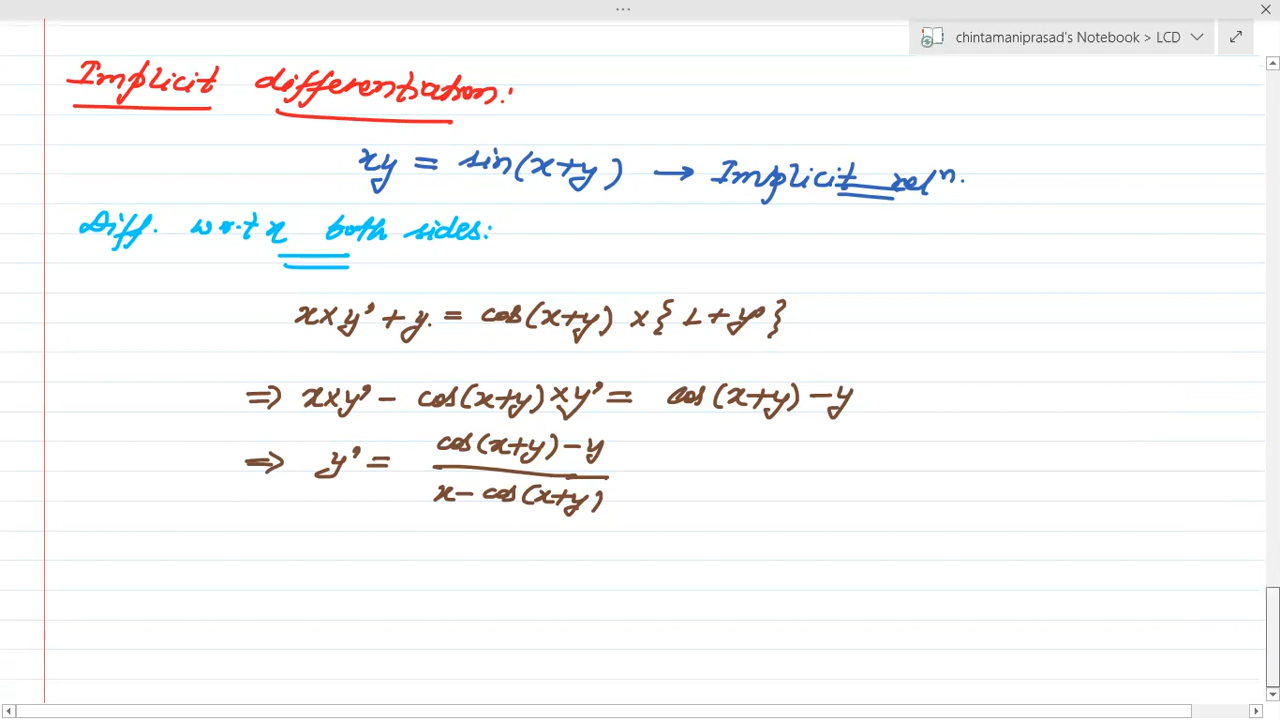 chintamaniprasad's Notebook > LCD
Implicit differentiation:
xy = sin(x+y) → Implicit relⁿ.
Diff. w.r.t x both sides:
x×y' + y. = cos(x+y) × { 1 + y' }
⇒ x×y' − cos(x+y)×y' = cos(x+y) − y
⇒ y' = cos(x+y) − y
x − cos(x+y)